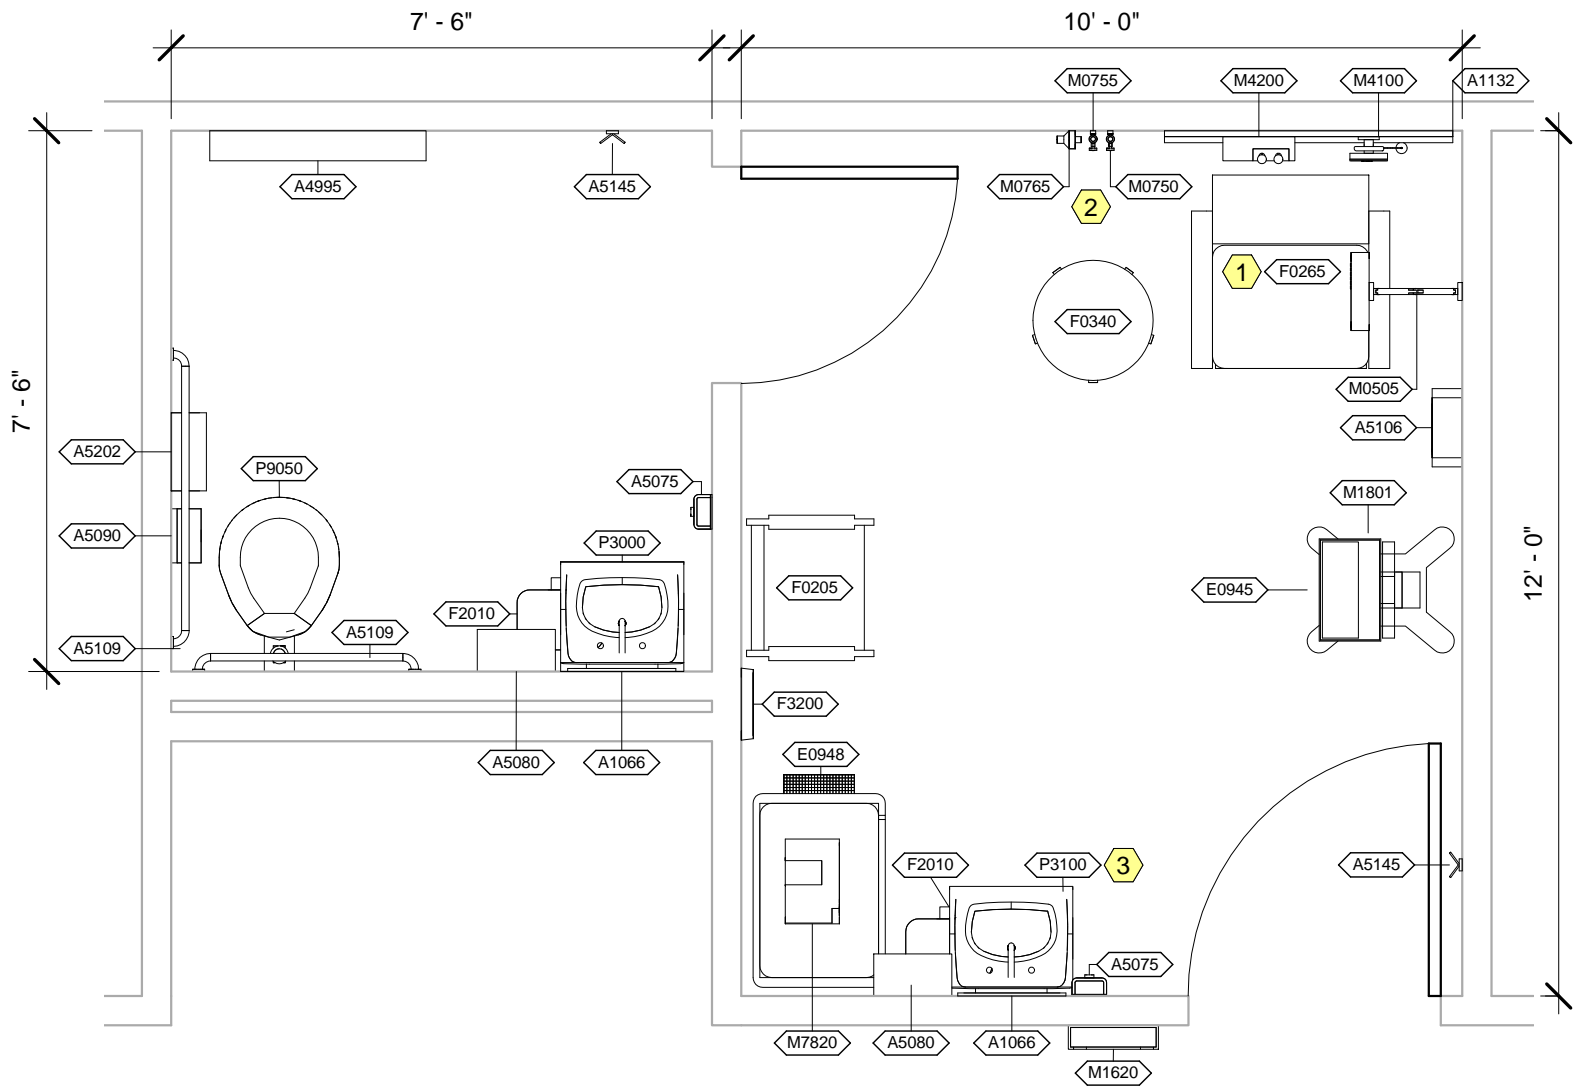 7' - 6"
10' - 0"
M0755
M4200
M4100
A1132
A4995
A5145
M0765
M0750
2
1
F0265
F0340
7' - 6"
M0505
A5106
A5202
P9050
A5075
M1801
A5090
P3000
12' - 0"
F0205
E0945
F2010
A5109
A5109
F3200
A5080
A1066
E0948
F2010
P3100
3
A5145
A5075
M7820
A5080
A1066
M1620